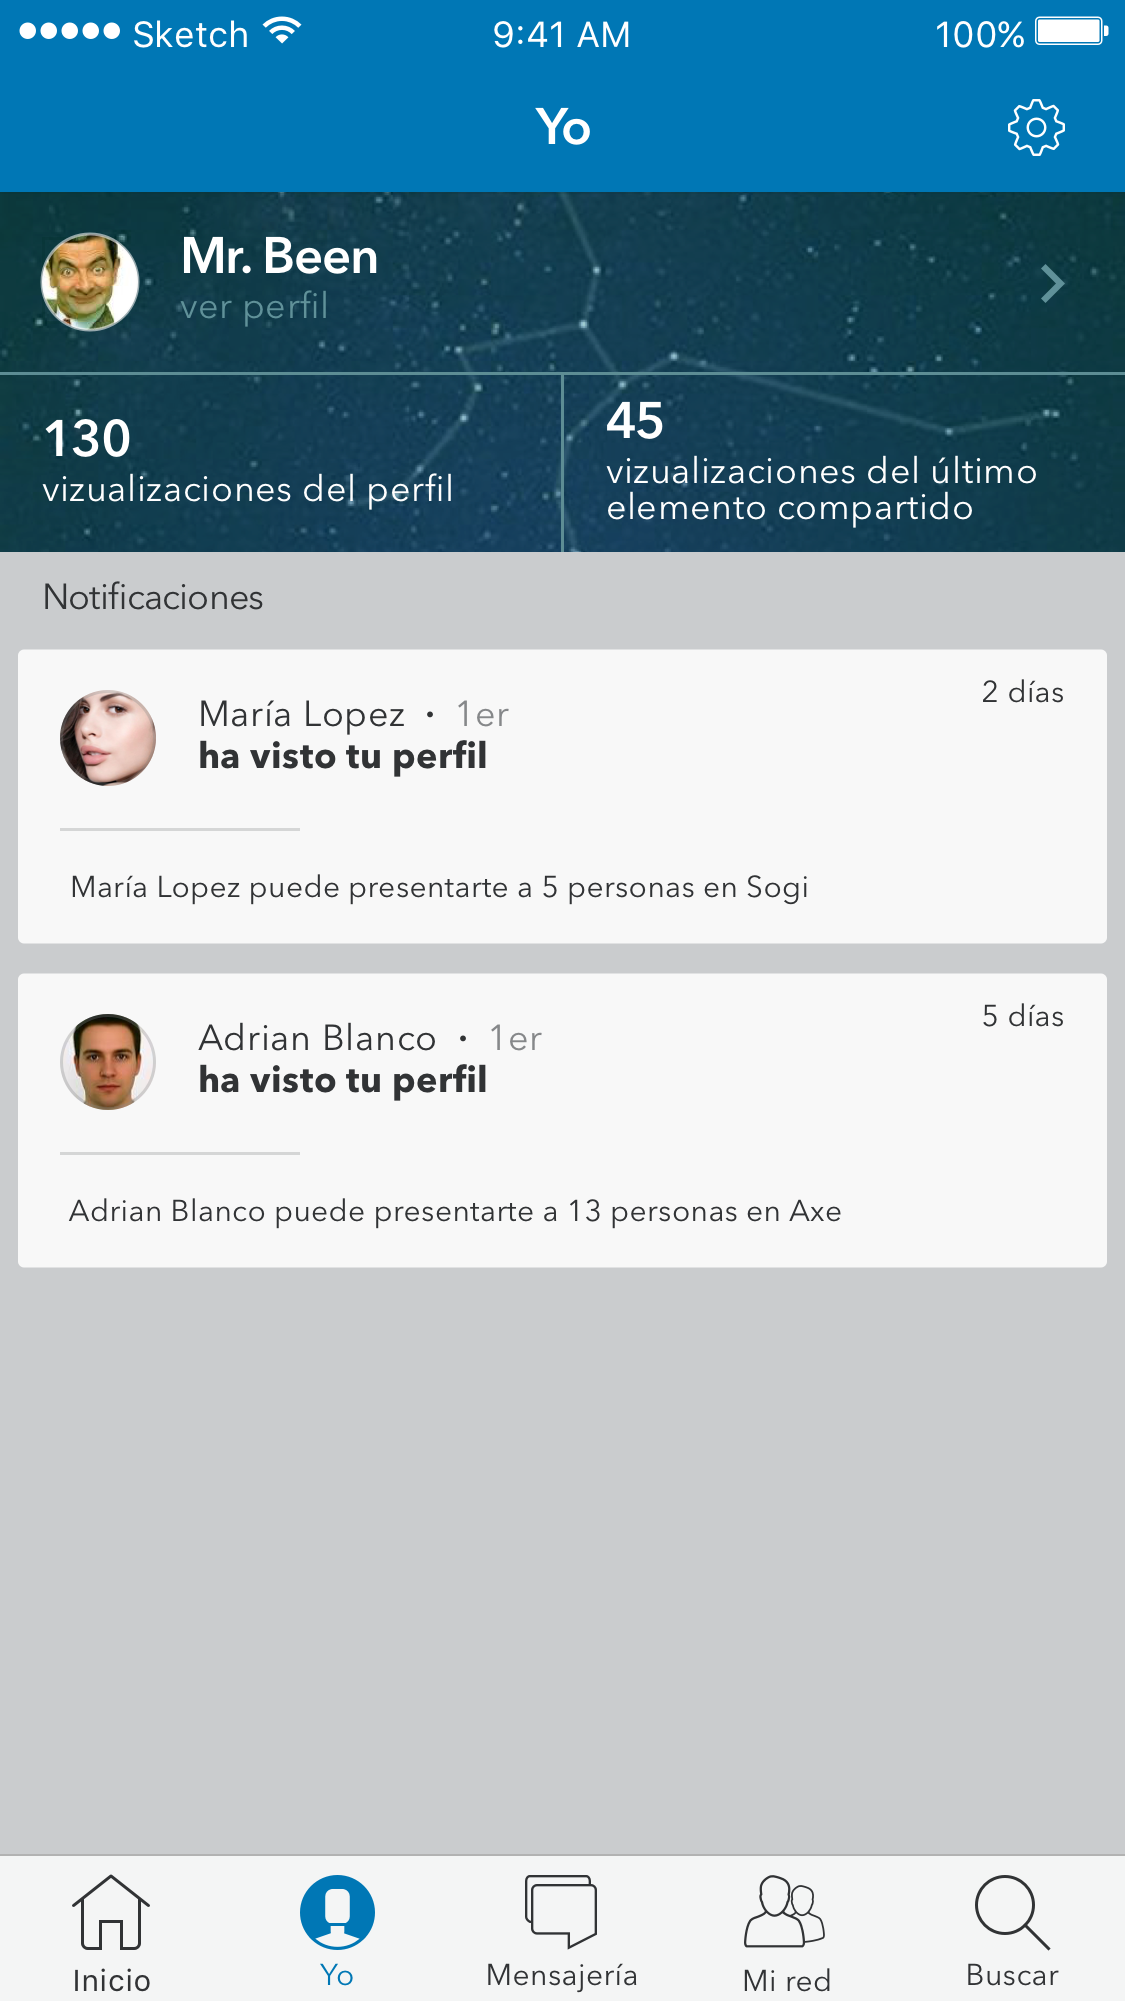 Sketch 9:41 AM 100%
Yo
Mr. Been
ver perfil
130
vizualizaciones del perfil
45
vizualizaciones del último
elemento compartido
Notificaciones
María Lopez · 1er
2 días
ha visto tu perfil
María Lopez puede presentarte a 5 personas en Sogi
Adrian Blanco · 1er
5 días
ha visto tu perfil
Adrian Blanco puede presentarte a 13 personas en Axe
Inicio Yo Mensajería Mi red Buscar